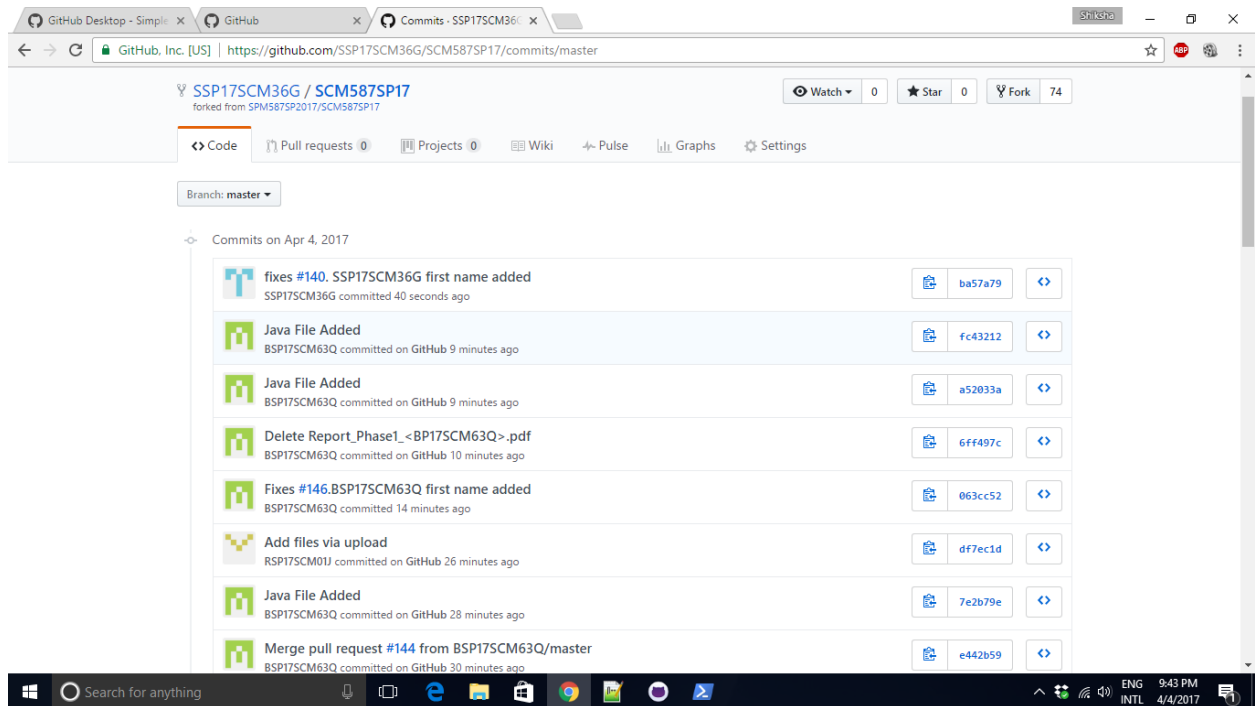 GitHub Desktop - Simple
GitHub
Commits · SSP17SCM36G
Shiksha
GitHub, Inc. [US] | https://github.com/SSP17SCM36G/SCM587SP17/commits/master
ABP
SSP17SCM36G / SCM587SP17
forked from SPM587SP2017/SCM587SP17
Watch 0
Star 0
Fork 74
Code
Pull requests 0
Projects 0
Wiki
Pulse
Graphs
Settings
Branch: master
Commits on Apr 4, 2017
fixes #140. SSP17SCM36G first name added
SSP17SCM36G committed 40 seconds ago
ba57a79
Java File Added
BSP17SCM63Q committed on GitHub 9 minutes ago
fc43212
Java File Added
BSP17SCM63Q committed on GitHub 9 minutes ago
a52033a
Delete Report_Phase1_<BP17SCM63Q>.pdf
BSP17SCM63Q committed on GitHub 10 minutes ago
6ff497c
Fixes #146.BSP17SCM63Q first name added
BSP17SCM63Q committed 14 minutes ago
063cc52
Add files via upload
RSP17SCM01J committed on GitHub 26 minutes ago
df7ec1d
Java File Added
BSP17SCM63Q committed on GitHub 28 minutes ago
7e2b79e
Merge pull request #144 from BSP17SCM63Q/master
BSP17SCM63Q committed on GitHub 30 minutes ago
e442b59
Search for anything
ENG
INTL
9:43 PM
4/4/2017
1